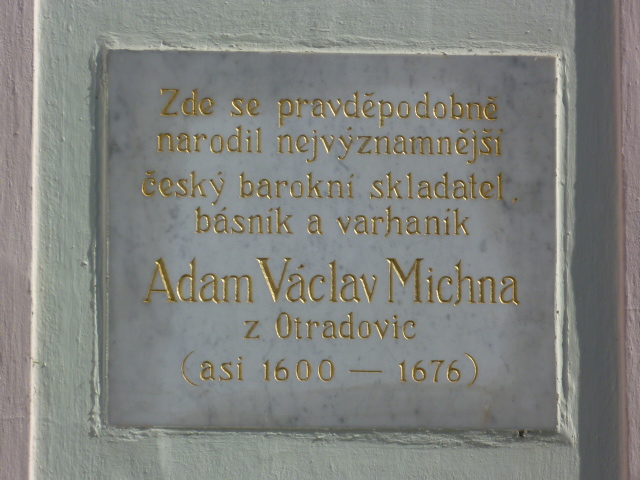 Zde se pravděpodobně
narodil nejvýznamnější
český barokní skladatel,
básník a varhaník
Adam Václav Michna
z Otradovic
(asi 1600 — 1676)